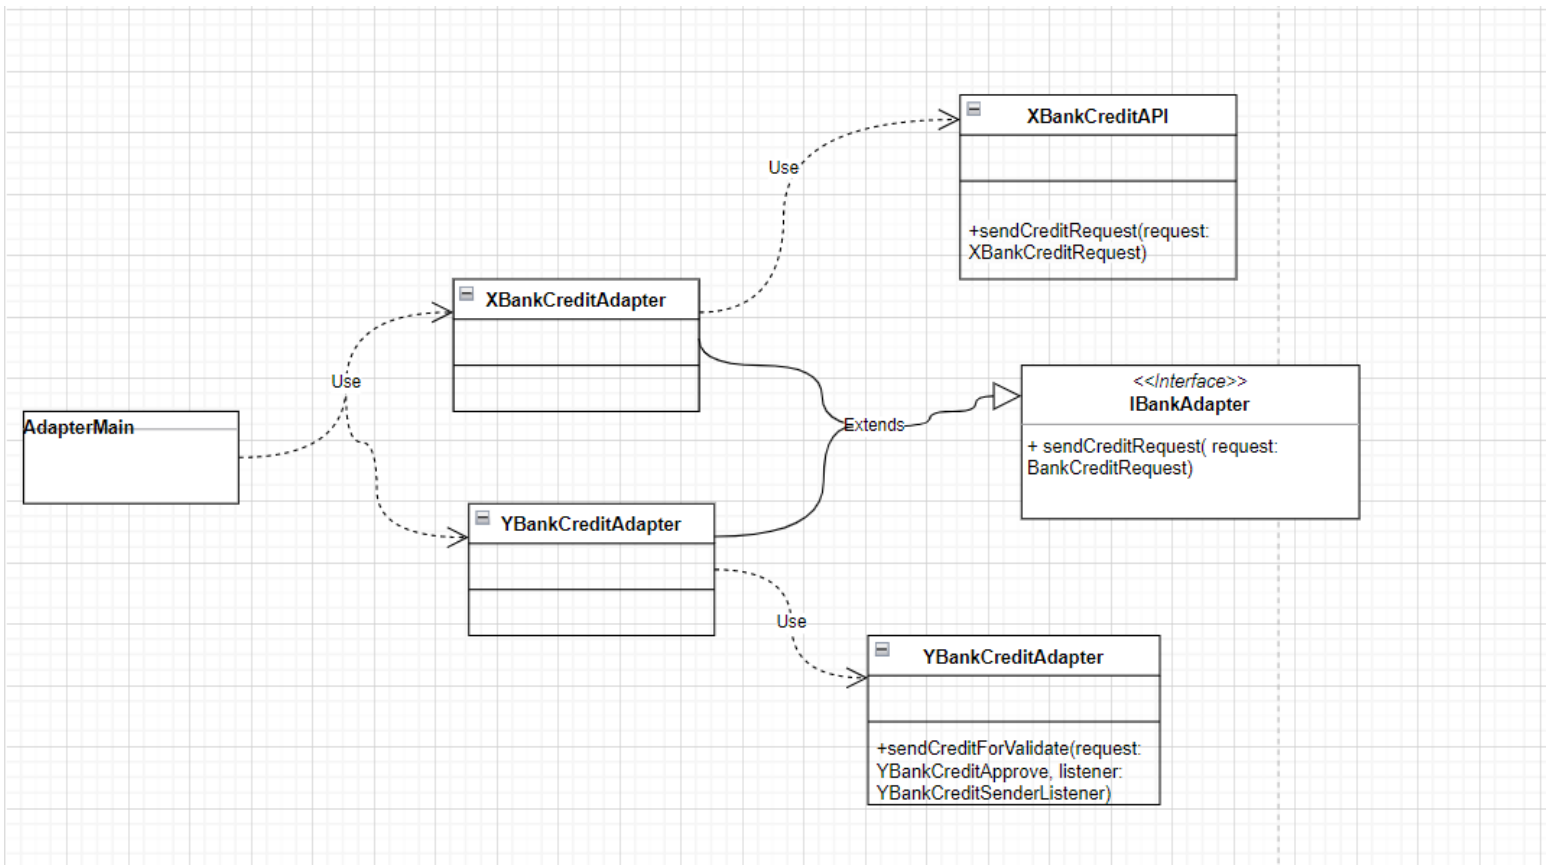 XBankCreditAPI
Use
+sendCreditRequest(request:
XBankCreditRequest)
XBankCreditAdapter
Use
<<Interface>>
IBankAdapter
AdapterMain
Extends
+ sendCreditRequest( request:
BankCreditRequest)
YBankCreditAdapter
Use
YBankCreditAdapter
+sendCreditForValidate(request:
YBankCreditApprove, listener:
YBankCreditSenderListener)